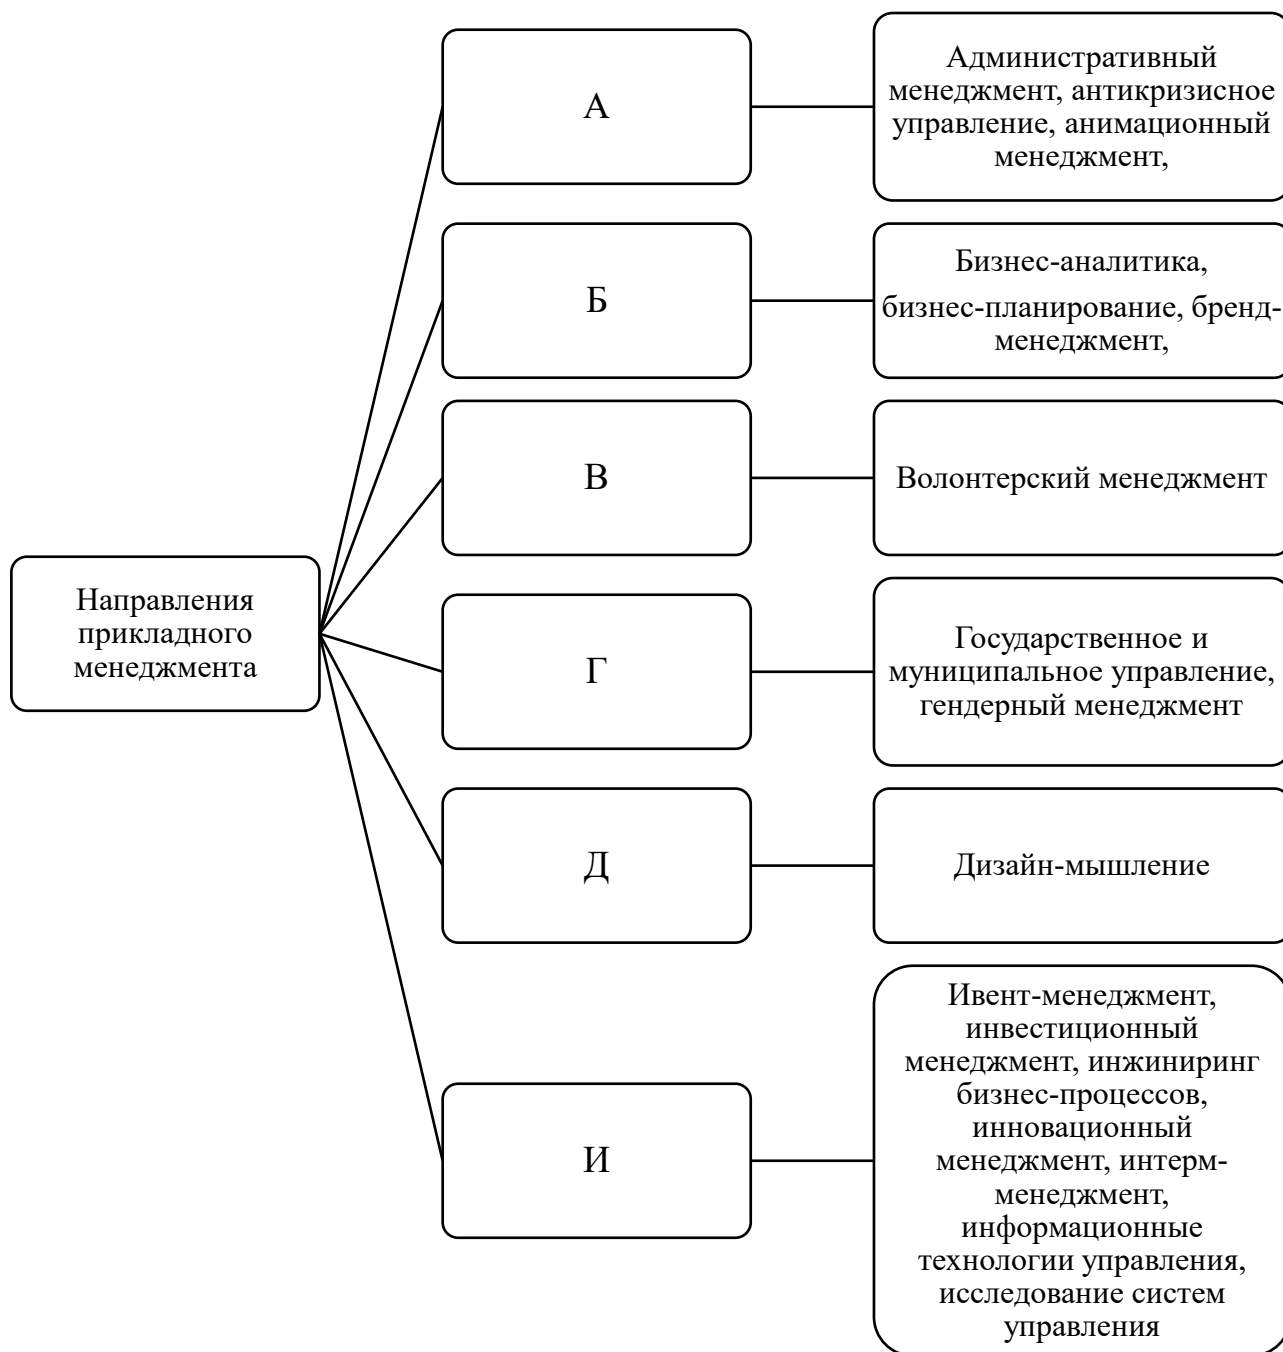 Направления
прикладного
менеджмента
А
Административный
менеджмент, антикризисное
управление, анимационный
менеджмент,
Б
Бизнес-аналитика,
бизнес-планирование, бренд-
менеджмент,
В
Волонтерский менеджмент
Г
Государственное и
муниципальное управление,
гендерный менеджмент
Д
Дизайн-мышление
И
Ивент-менеджмент,
инвестиционный
менеджмент, инжиниринг
бизнес-процессов,
инновационный
менеджмент, интерм-
менеджмент,
информационные
технологии управления,
исследование систем
управления